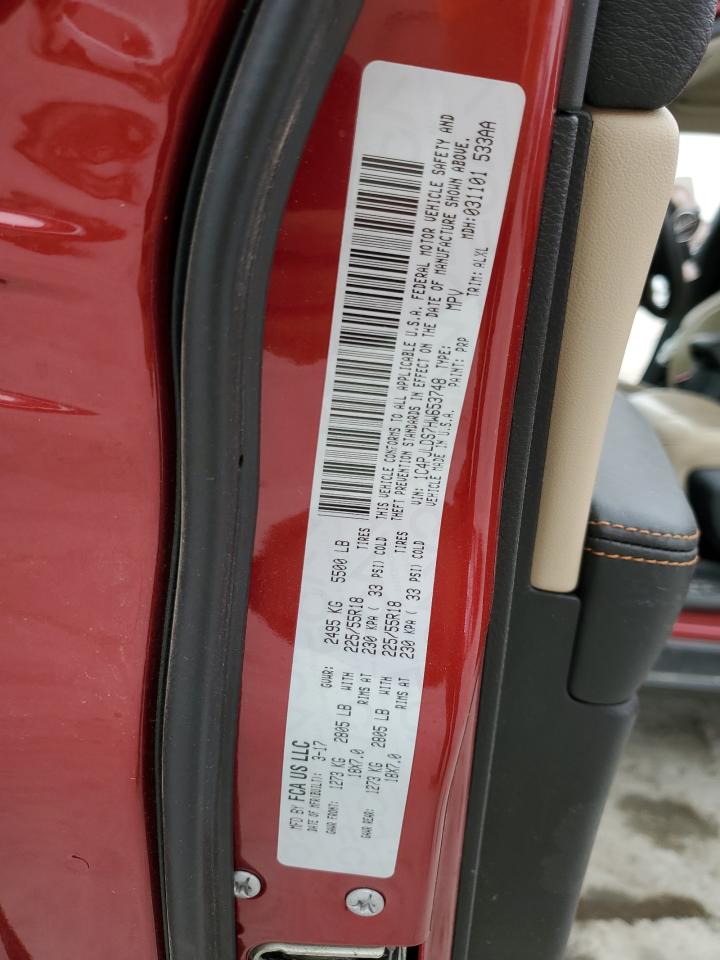 MFD BY FCA US LLC
DATE OF MFR(BUILT): 3-17 GVWR: 2495 KG 5500 LB
GAWR FRONT: 1273 KG 2805 LB WITH 225/55R18 TIRES
18X7.0 RIMS AT 230 KPA ( 33 PSI) COLD
GAWR REAR: 1273 KG 2805 LB WITH 225/55R18 TIRES
18X7.0 RIMS AT 230 KPA ( 33 PSI) COLD
THIS VEHICLE CONFORMS TO ALL APPLICABLE U.S.A. FEDERAL MOTOR VEHICLE SAFETY AND
THEFT PREVENTION STANDARDS IN EFFECT ON THE DATE OF MANUFACTURE SHOWN ABOVE.
VIN: 1C4PJLDS7HW653748 TYPE: MPV MDH:031101 533AA
VEHICLE MADE IN U.S.A. PAINT: PRP TRIM: ALXL